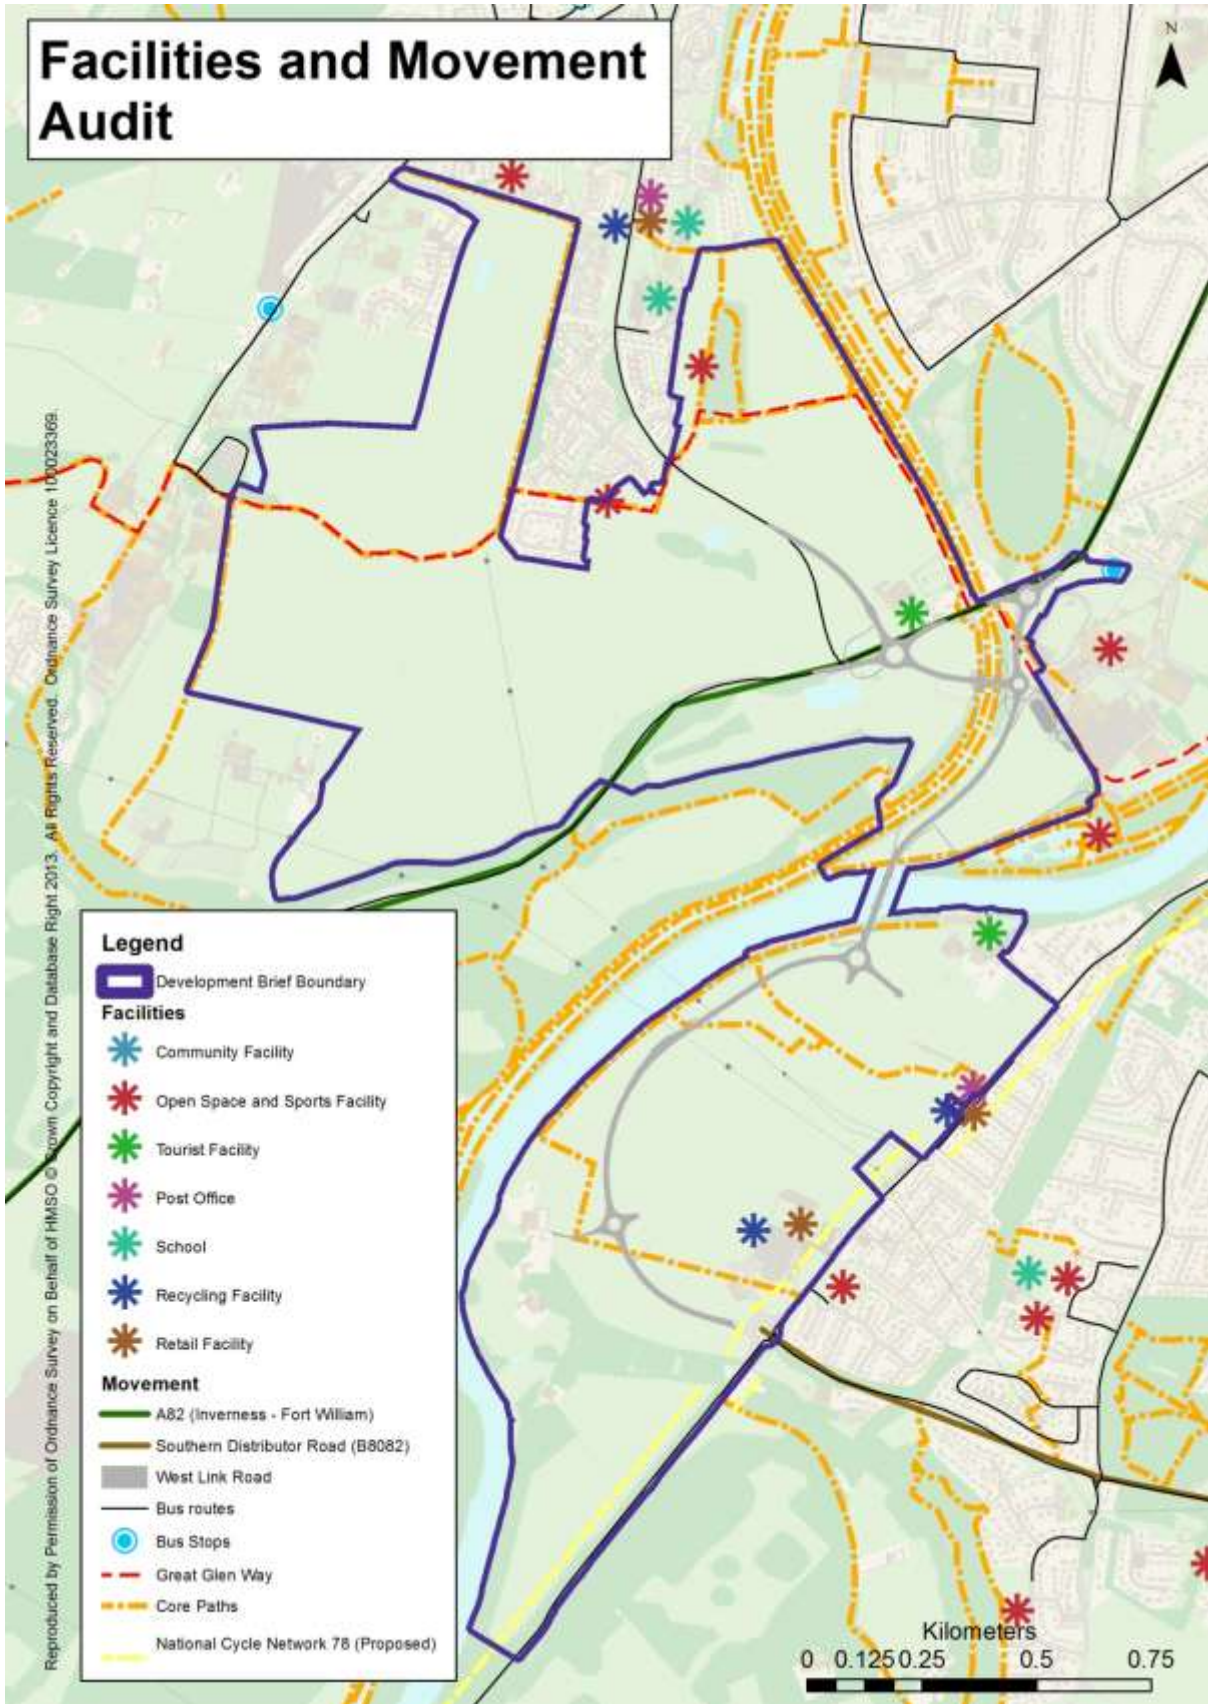 Facilities and Movement
Audit
N
Reproduced by Permission of Ordnance Survey on Behalf of HMSO © Crown Copyright and Database Right 2013. All Rights Reserved. Ordnance Survey Licence 100023369.
Legend
Development Brief Boundary
Facilities
Community Facility
Open Space and Sports Facility
Tourist Facility
Post Office
School
Recycling Facility
Retail Facility
Movement
A82 (Inverness - Fort William)
Southern Distributor Road (B8082)
West Link Road
Bus routes
Bus Stops
Great Glen Way
Core Paths
National Cycle Network 78 (Proposed)
Kilometers
0 0.125 0.25 0.5 0.75